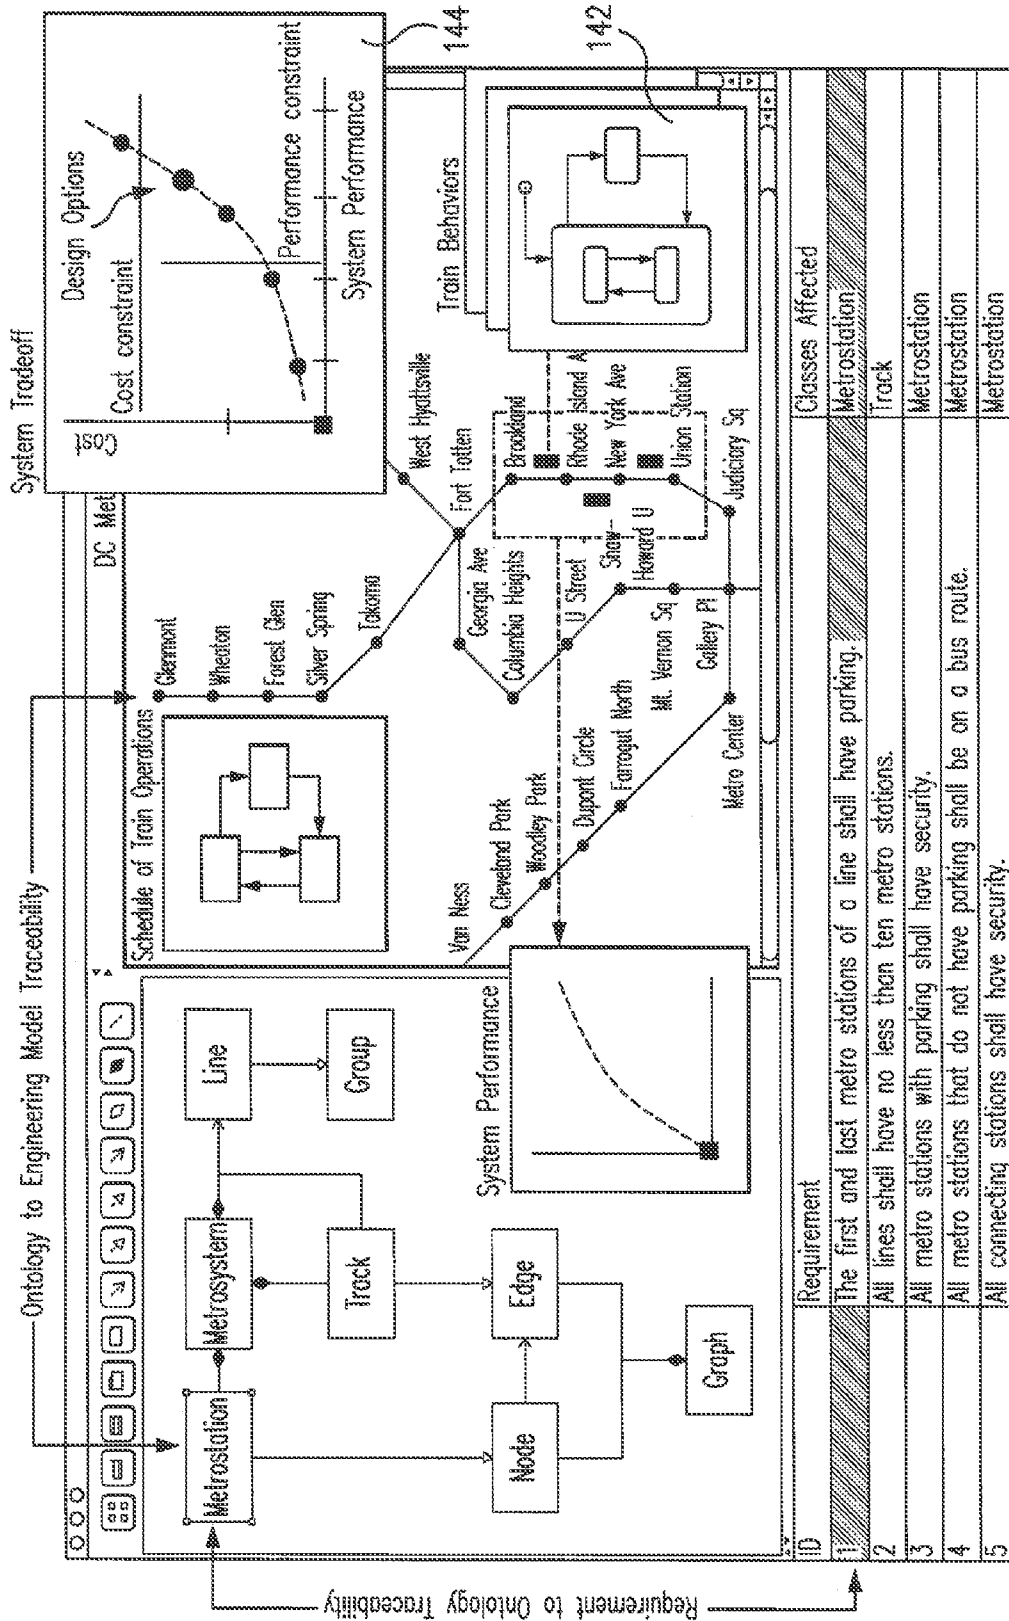 Ontology to Engineering Model Traceability
Requirement to Ontology Traceability
System Tradeoff
Cost
Cost constraint
Design Options
Performance constraint
System Performance
144
DC Met
Schedule of Train Operations
Metrostation
Metrosystem
Line
Track
Group
Node
Edge
Graph
System Performance
Glenmont
Wheaton
Forest Glen
Silver Spring
Takoma
West Hyattsville
Fort Totten
Georgia Ave
Columbia Heights
U Street
Shaw-
Howard U
Mt. Vernon Sq
Gallery Pl
Brookland
Rhode Island A
New York Ave
Union Station
Judiciary Sq
Van Ness
Cleveland Park
Woodley Park
Dupont Circle
Farragut North
Metro Center
Train Behaviors
142
ID Requirement Classes Affected
1 The first and last metro stations of a line shall have parking. Metrostation
2 All lines shall have no less than ten metro stations. Track
3 All metro stations with parking shall have security. Metrostation
4 All metro stations that do not have parking shall be on a bus route. Metrostation
5 All connecting stations shall have security. Metrostation